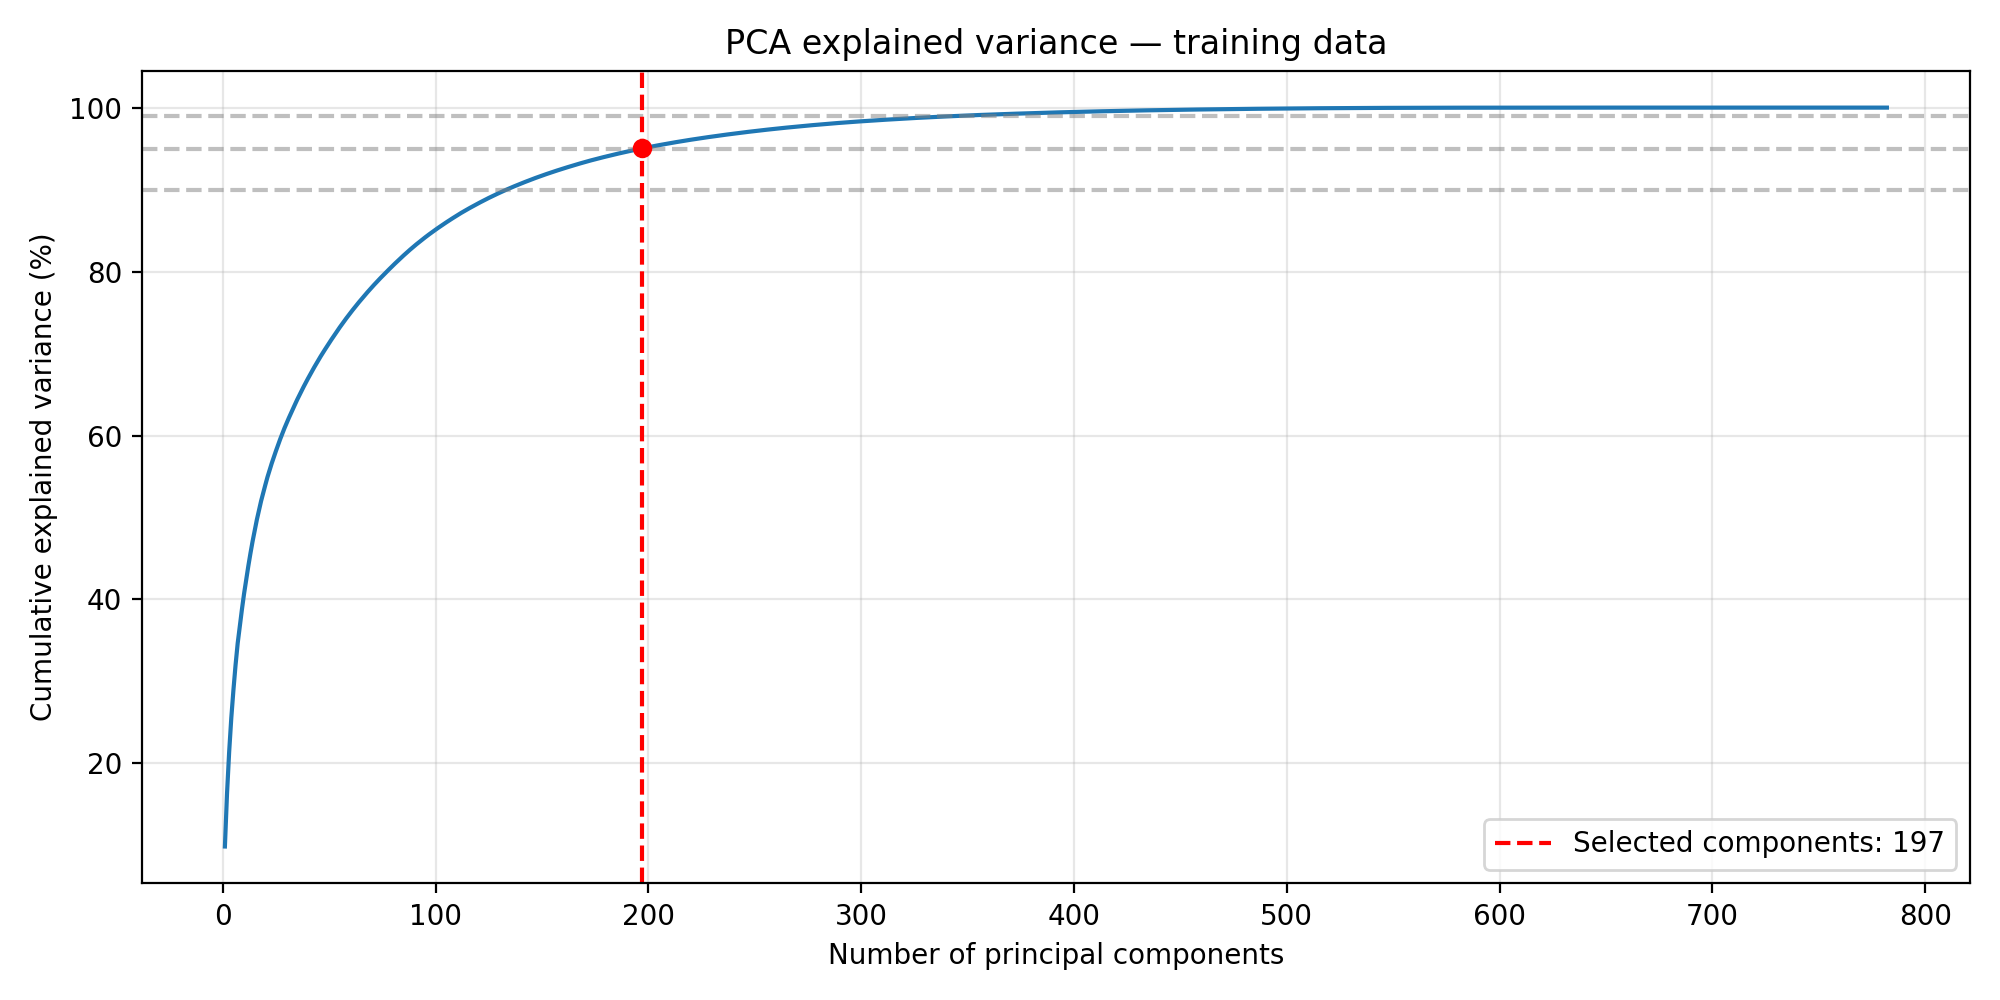 PCA explained variance — training data
Cumulative explained variance (%)
100
80
60
40
20
0 100 200 300 400 500 600 700 800
Number of principal components
Selected components: 197